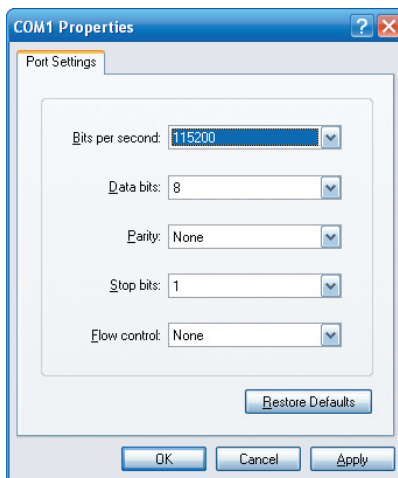 COM1 Properties
Port Settings
Bits per second: 115200
Data bits: 8
Parity: None
Stop bits: 1
Flow control: None
Restore Defaults
OK Cancel Apply